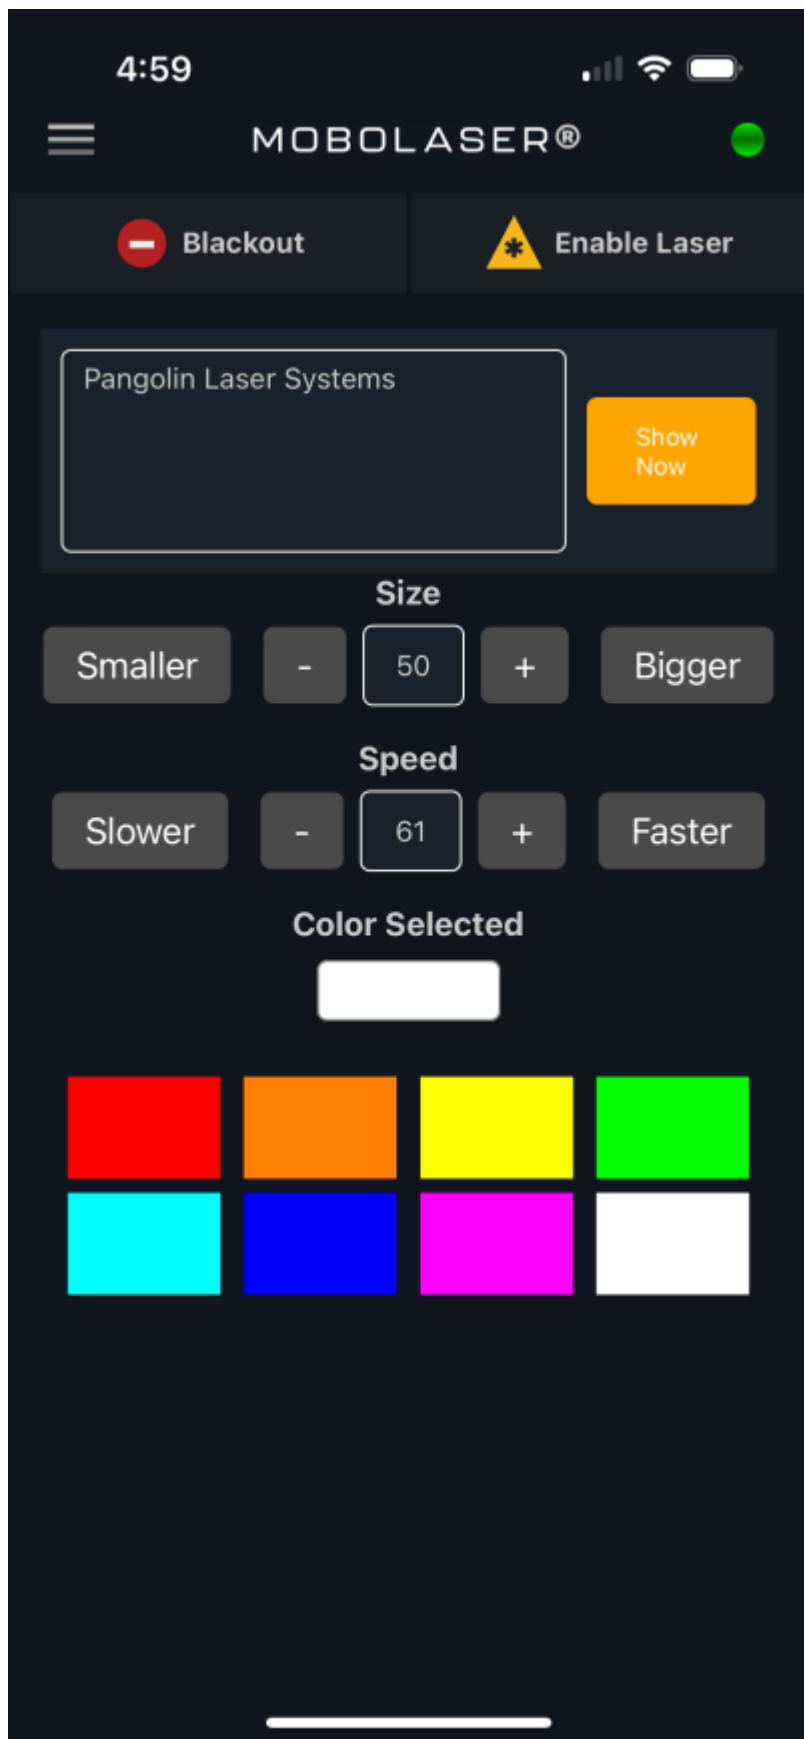 4:59
MOBOLASER®
Blackout
Enable Laser
Pangolin Laser Systems
Show
Now
Size
Smaller - 50 + Bigger
Speed
Slower - 61 + Faster
Color Selected